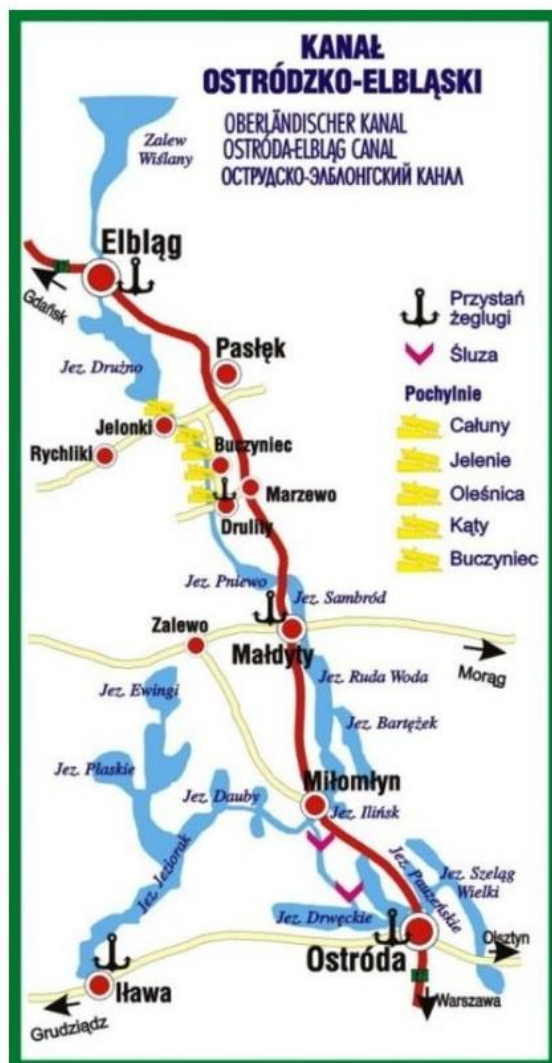 KANAŁ
OSTRÓDZKO-ELBLĄSKI
OBERLÄNDISCHER KANAL
OSTRÓDA-ELBLĄG CANAL
ОСТРУДСКО-ЭЛБЛОНГСКИЙ КАНАЛ
Zalew
Wiślany
Elbląg
Gdańsk
Przystań
żeglugi
Śluza
Pasłęk
Jez. Drużno
Pochylnie
Całuny
Jelenie
Oleśnica
Kąty
Buczyniec
Jelonki
Buczyniec
Rychliki
Marzewo
Drulity
Jez. Pniewo
Jez. Sambród
Zalewo
Małdyty
Morąg
Jez. Ruda Woda
Jez. Ewingi
Jez. Bartężek
Jez. Płaskie
Jez. Dauby
Miłomłyn
Jez. Ilińsk
Jez. Jeziorak
Jez. Pauzeńskie
Jez. Szeląg
Wielki
Jez. Drwęckie
Ostróda
Olsztyn
Iława
Grudziądz
Warszawa